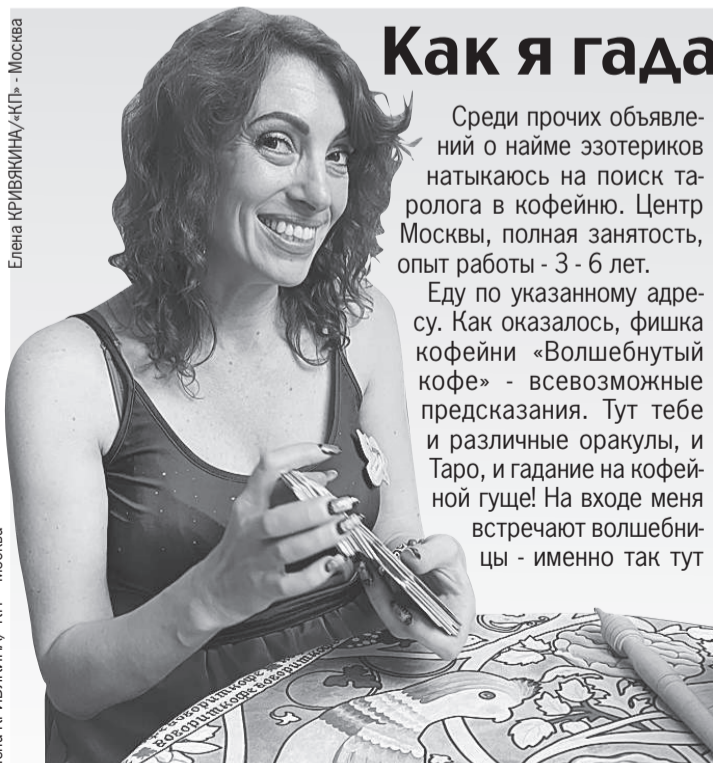 Елена КРИВЯКИНА/«КП» - Москва
Как я гада
Среди прочих объявле-
ний о найме эзотериков
натыкаюсь на поиск та-
ролога в кофейню. Центр
Москвы, полная занятость,
опыт работы - 3 - 6 лет.
Еду по указанному адре-
су. Как оказалось, фишка
кофейни «Волшебнутый
кофе» - всевозможные
предсказания. Тут тебе
и различные оракулы, и
Таро, и гадание на кофей-
ной гуще! На входе меня
встречают волшебни-
цы - именно так тут
говориткофеговориткофеговорит